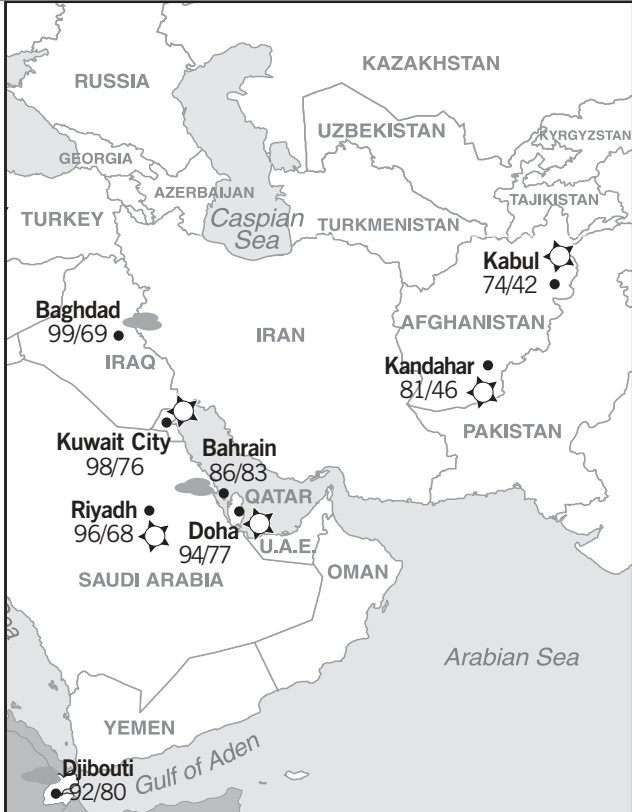 KAZAKHSTAN
RUSSIA
UZBEKISTAN
KYRGYZSTAN
GEORGIA
AZERBAIJAN
TAJIKISTAN
TURKEY
Caspian
Sea
TURKMENISTAN
Kabul
74/42
Baghdad
99/69
IRAN
AFGHANISTAN
IRAQ
Kandahar
81/46
PAKISTAN
Kuwait City
98/76
Bahrain
86/83
QATAR
Riyadh
96/68
Doha
94/77
U.A.E.
SAUDI ARABIA
OMAN
Arabian Sea
YEMEN
Gulf of Aden
Djibouti
92/80